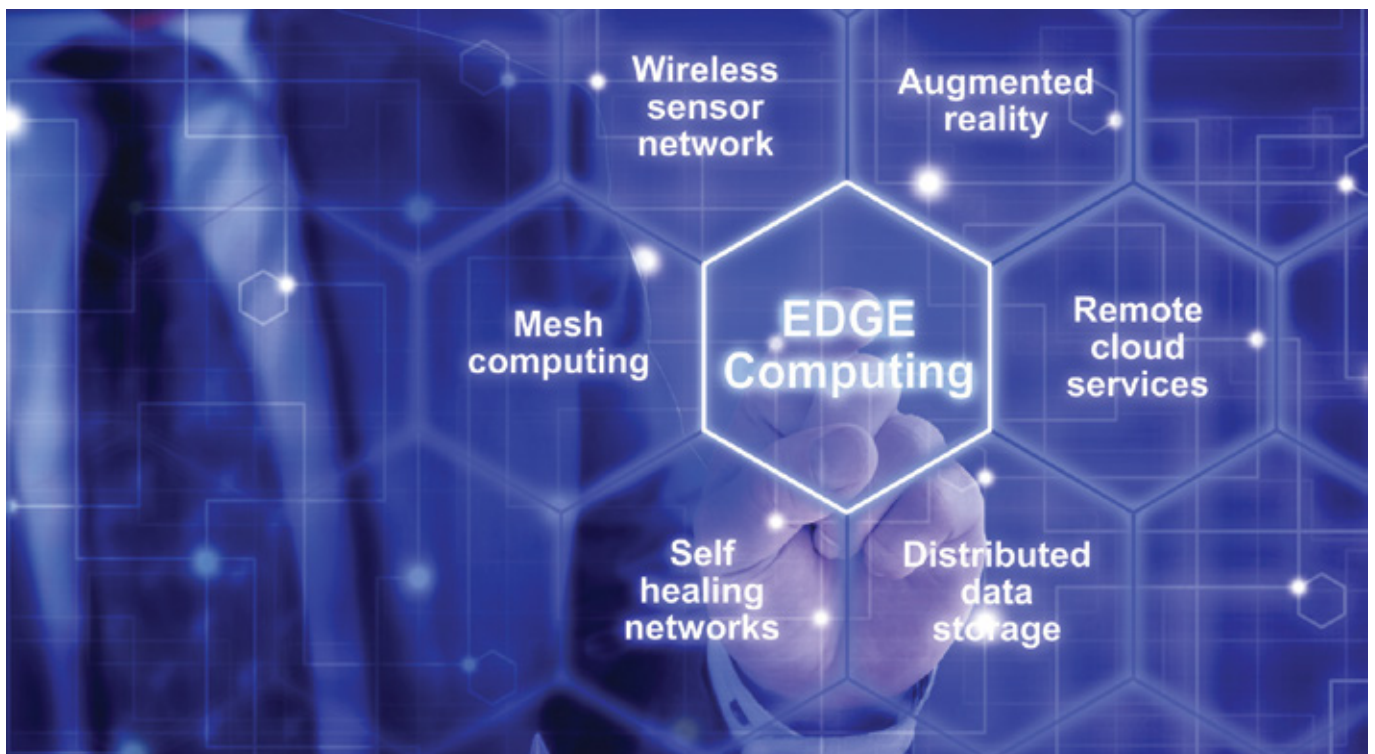 Wireless
sensor
network
Augmented
reality
Mesh
computing
EDGE
Computing
Remote
cloud
services
Self
healing
networks
Distributed
data
storage